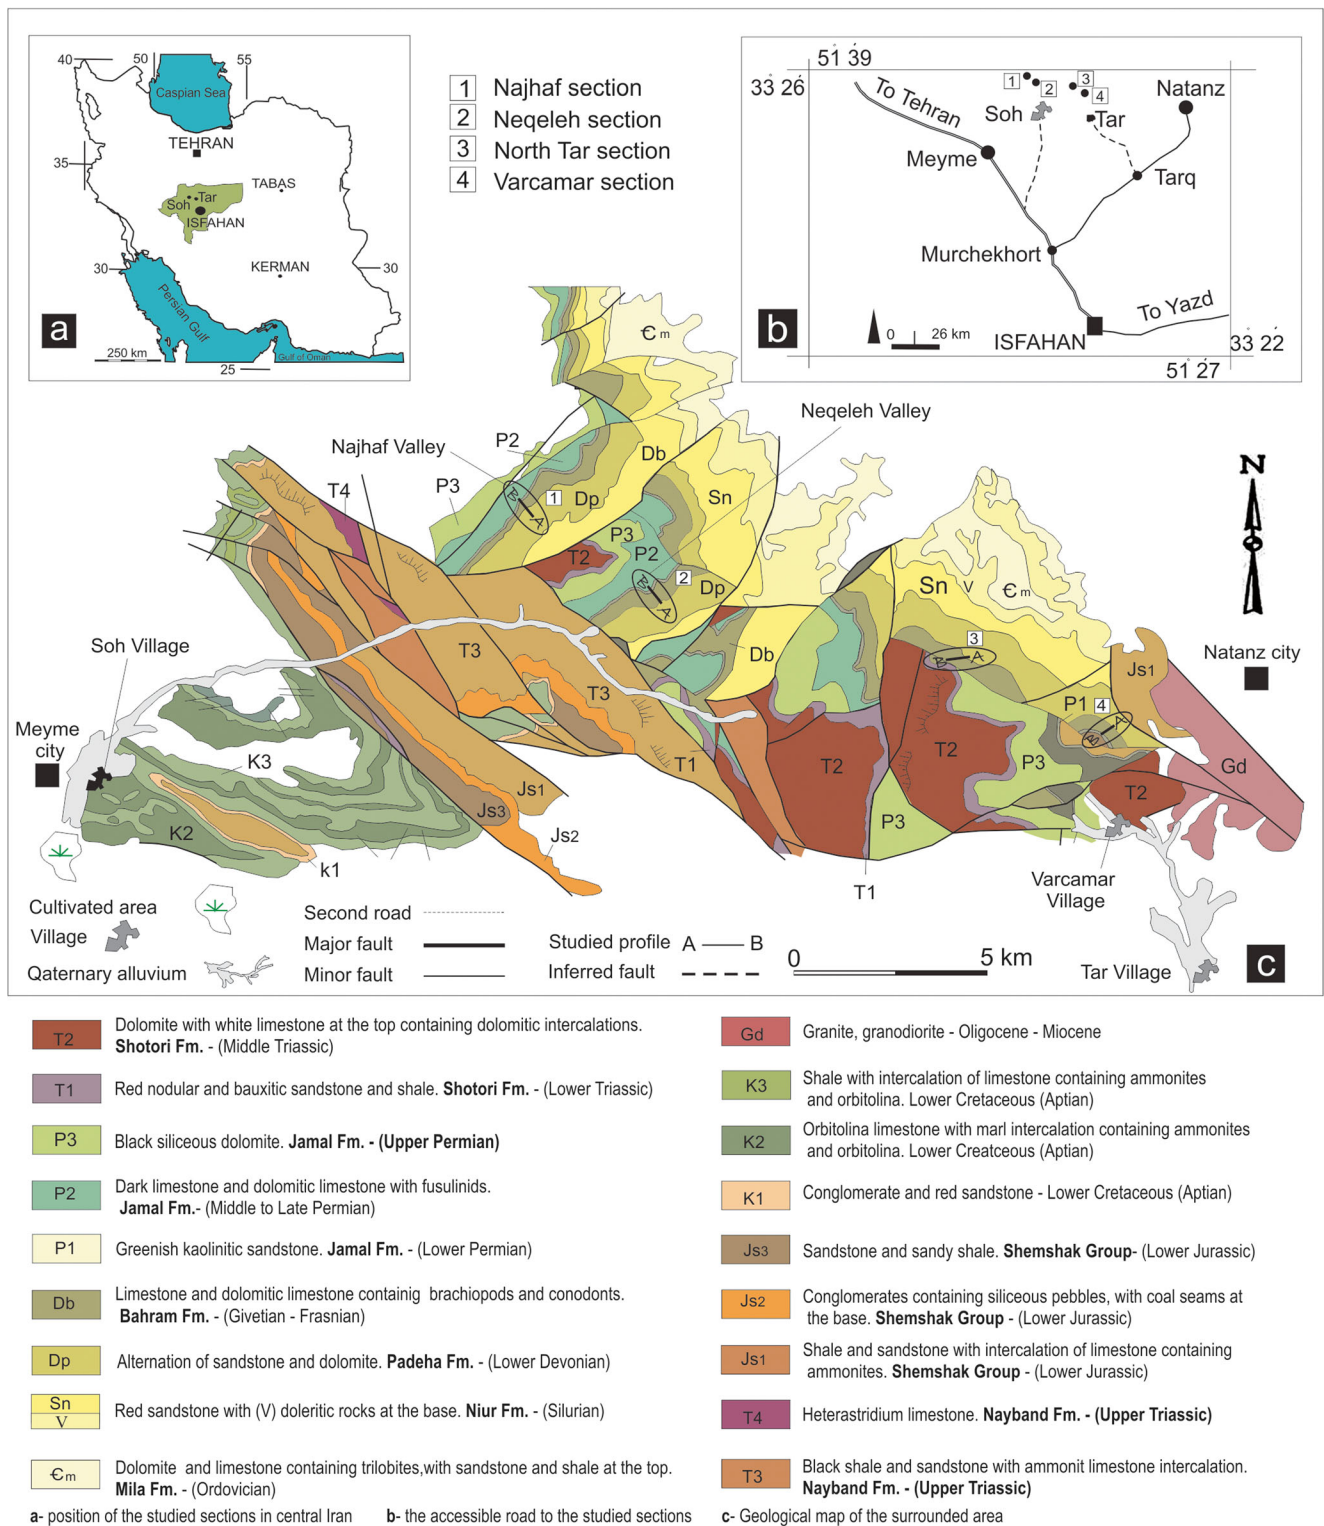 40
50
55
Caspian Sea
TEHRAN
35
TABAS
Tar
Soh
ISFAHAN
30
KERMAN
30
Persian Gulf
250 km
Gulf of Oman
25
a
1 Najhaf section
2 Neqeleh section
3 North Tar section
4 Varcamar section
51° 39'
33° 26'
To Tehran
1
2
3
4
Soh
Tar
Natanz
Meyme
Tarq
Murchekhort
To Yazd
0 26 km
ISFAHAN
33° 22'
51° 27'
b
Єm
Neqeleh Valley
Najhaf Valley
P2
Db
T4
P3
1
Dp
Sn
B
A
P3
T2
P2
2
Dp
B
A
Sn
V
Єm
N
3
B A
Soh Village
T3
Db
Js1
Natanz city
T3
P1
4
A
B
Meyme
city
K3
T1
T2
T2
P3
Gd
Js1
T2
Js3
K2
P3
Js2
k1
T1
Varcamar
Village
Cultivated area
Village
Quaternary alluvium
Second road
Major fault
Minor fault
Studied profile A B
Inferred fault
0 5 km
Tar Village
c
T2 Dolomite with white limestone at the top containing dolomitic intercalations.
Shotori Fm. - (Middle Triassic)
T1 Red nodular and bauxitic sandstone and shale. Shotori Fm. - (Lower Triassic)
P3 Black siliceous dolomite. Jamal Fm. - (Upper Permian)
P2 Dark limestone and dolomitic limestone with fusulinids.
Jamal Fm.- (Middle to Late Permian)
P1 Greenish kaolinitic sandstone. Jamal Fm. - (Lower Permian)
Db Limestone and dolomitic limestone containig brachiopods and conodonts.
Bahram Fm. - (Givetian - Frasnian)
Dp Alternation of sandstone and dolomite. Padeha Fm. - (Lower Devonian)
Sn
V
Red sandstone with (V) doleritic rocks at the base. Niur Fm. - (Silurian)
Єm Dolomite and limestone containing trilobites,with sandstone and shale at the top.
Mila Fm. - (Ordovician)
Gd Granite, granodiorite - Oligocene - Miocene
K3 Shale with intercalation of limestone containing ammonites
and orbitolina. Lower Cretaceous (Aptian)
K2 Orbitolina limestone with marl intercalation containing ammonites
and orbitolina. Lower Creatceous (Aptian)
K1 Conglomerate and red sandstone - Lower Cretaceous (Aptian)
Js3 Sandstone and sandy shale. Shemshak Group- (Lower Jurassic)
Js2 Conglomerates containing siliceous pebbles, with coal seams at
the base. Shemshak Group - (Lower Jurassic)
Js1 Shale and sandstone with intercalation of limestone containing
ammonites. Shemshak Group - (Lower Jurassic)
T4 Heterastridium limestone. Nayband Fm. - (Upper Triassic)
T3 Black shale and sandstone with ammonit limestone intercalation.
Nayband Fm. - (Upper Triassic)
a- position of the studied sections in central Iran b- the accessible road to the studied sections c- Geological map of the surrounded area